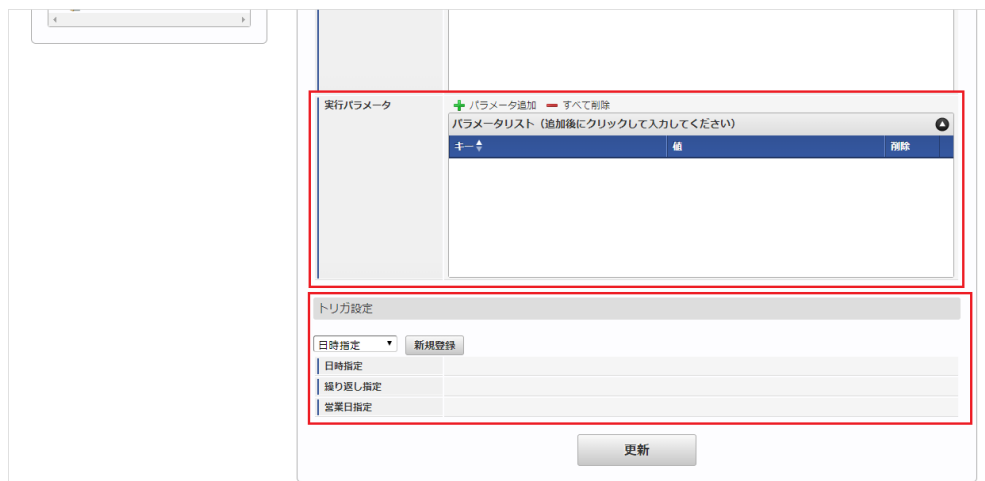 実行パラメータ
パラメータ追加 すべて削除
パラメータリスト（追加後にクリックして入力してください）
キー 値 削除
トリガ設定
日時指定 新規登録
日時指定
繰り返し指定
営業日指定
更新